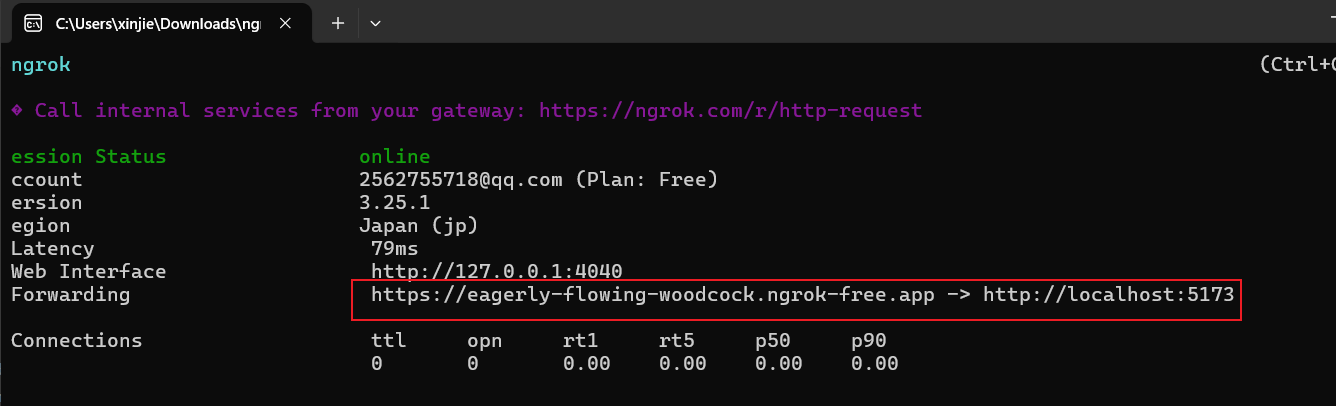 C:\Users\xinjie\Downloads\ngr
ngrok
(Ctrl+C
� Call internal services from your gateway: https://ngrok.com/r/http-request
ession Status online
ccount 2562755718@qq.com (Plan: Free)
ersion 3.25.1
egion Japan (jp)
Latency 79ms
Web Interface http://127.0.0.1:4040
Forwarding https://eagerly-flowing-woodcock.ngrok-free.app -> http://localhost:5173
Connections ttl opn rt1 rt5 p50 p90
0 0 0.00 0.00 0.00 0.00